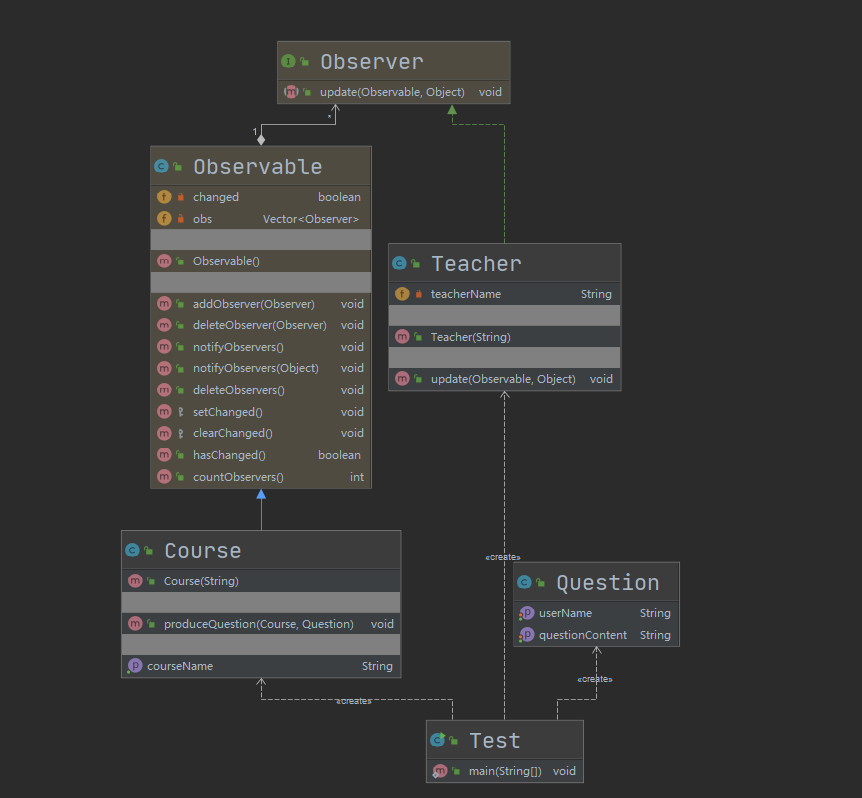 Observer
update(Observable, Object) void
*
1
Observable
changed boolean
obs Vector<Observer>
Observable()
addObserver(Observer) void
deleteObserver(Observer) void
notifyObservers() void
notifyObservers(Object) void
deleteObservers() void
setChanged() void
clearChanged() void
hasChanged() boolean
countObservers() int
Teacher
teacherName String
Teacher(String)
update(Observable, Object) void
Course
Course(String)
produceQuestion(Course, Question) void
courseName String
«create»
Question
userName String
questionContent String
«create»
«create»
Test
main(String[]) void